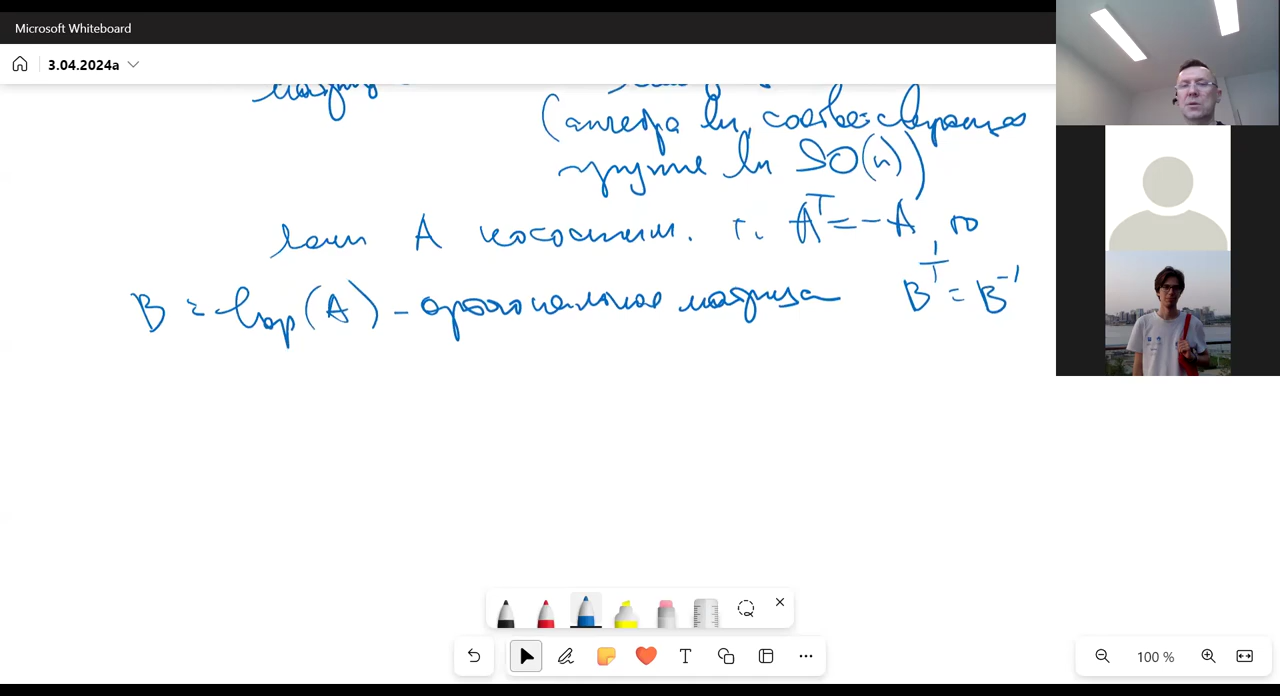 Microsoft Whiteboard
3.04.2024a
(алгебра Ли, соответствующая
группе Ли SO(n))
если A кососимм. т. Aᵀ = -A то
B = exp(A) - ортогональная матрица Bᵀ = B⁻¹
100 %